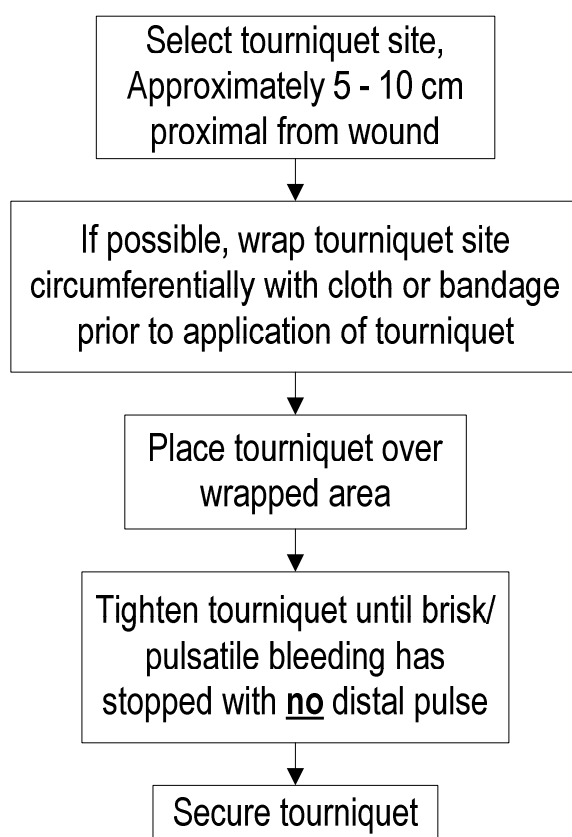 Select tourniquet site,
Approximately 5 - 10 cm
proximal from wound
If possible, wrap tourniquet site
circumferentially with cloth or bandage
prior to application of tourniquet
Place tourniquet over
wrapped area
Tighten tourniquet until brisk/
pulsatile bleeding has
stopped with no distal pulse
Secure tourniquet